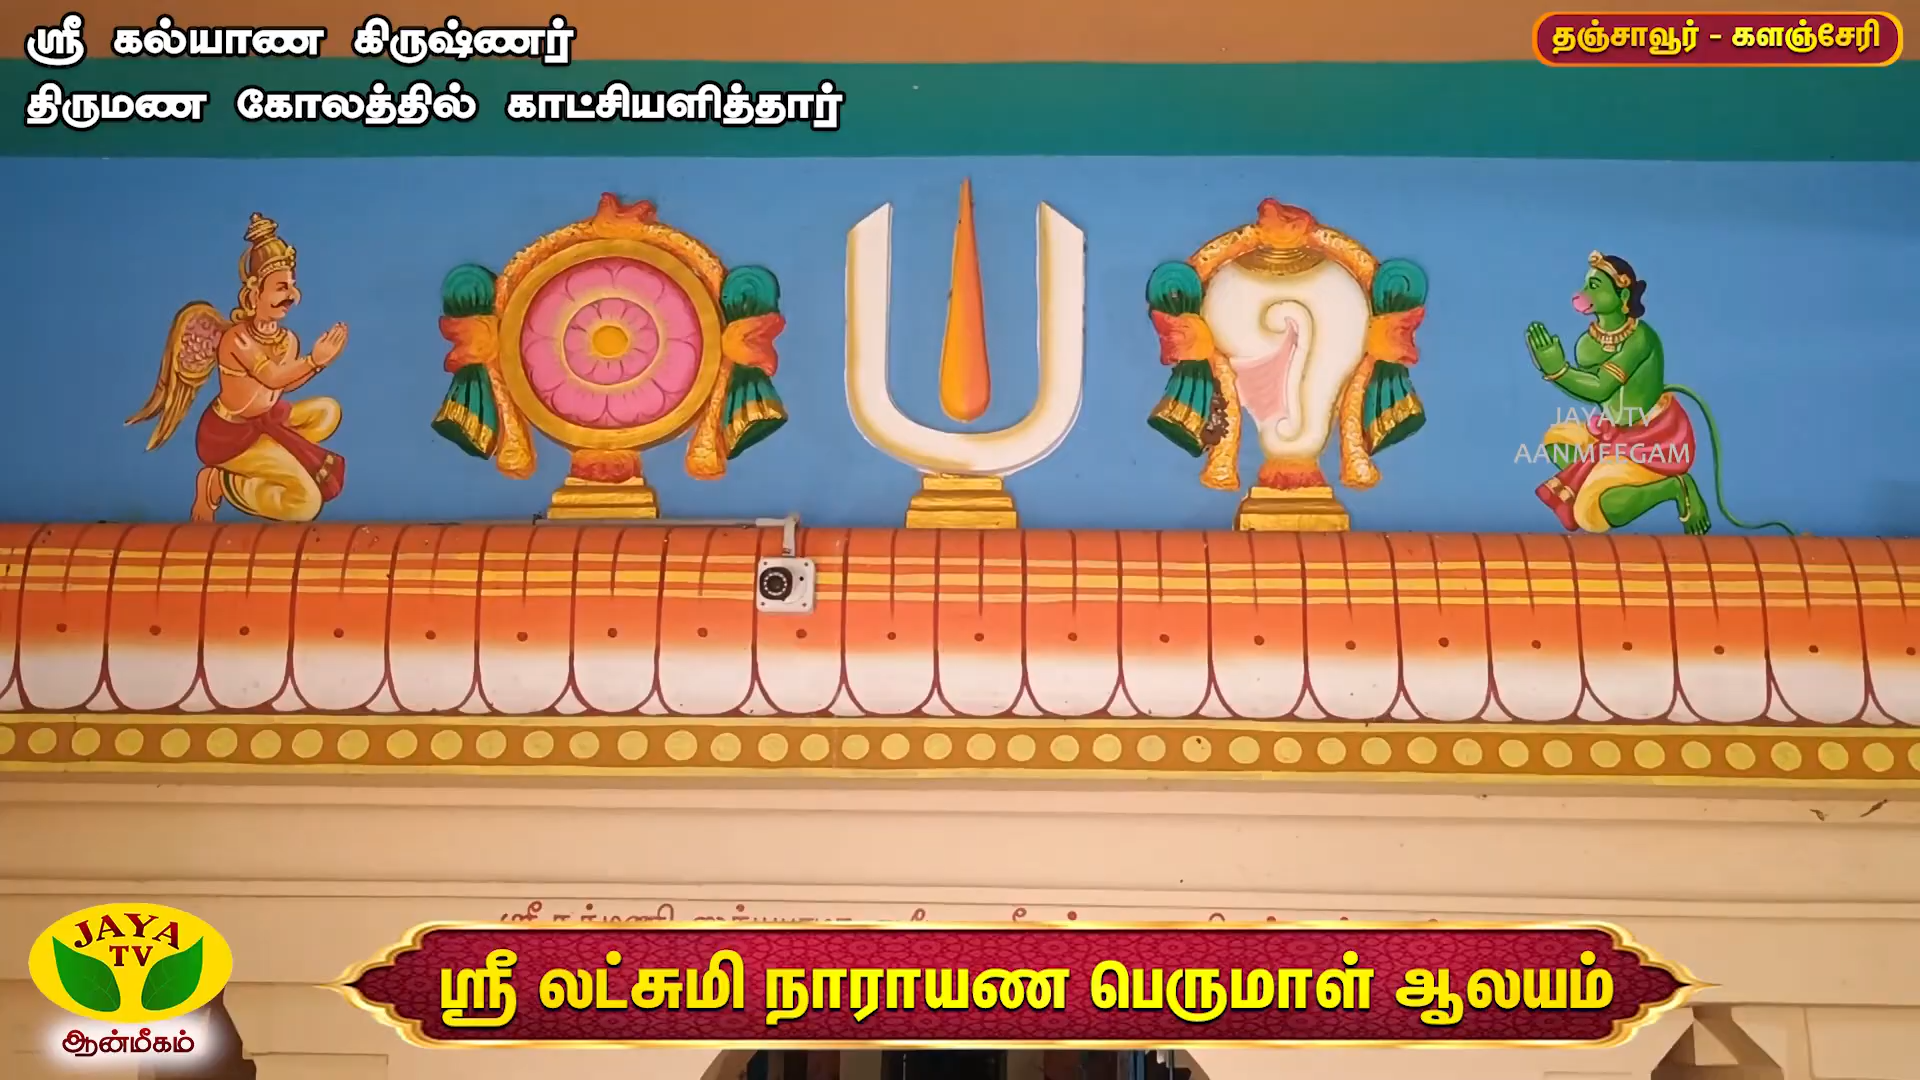 ஸ்ரீ கல்யாண கிருஷ்ணர்
திருமண கோலத்தில் காட்சியளித்தார்
தஞ்சாவூர் - களஞ்சேரி
JAYA TV
AANMEEGAM
ஸ்ரீ லட்சுமி நாராயண பெருமாள் ஆலயம்
JAYA
TV
ஆன்மீகம்